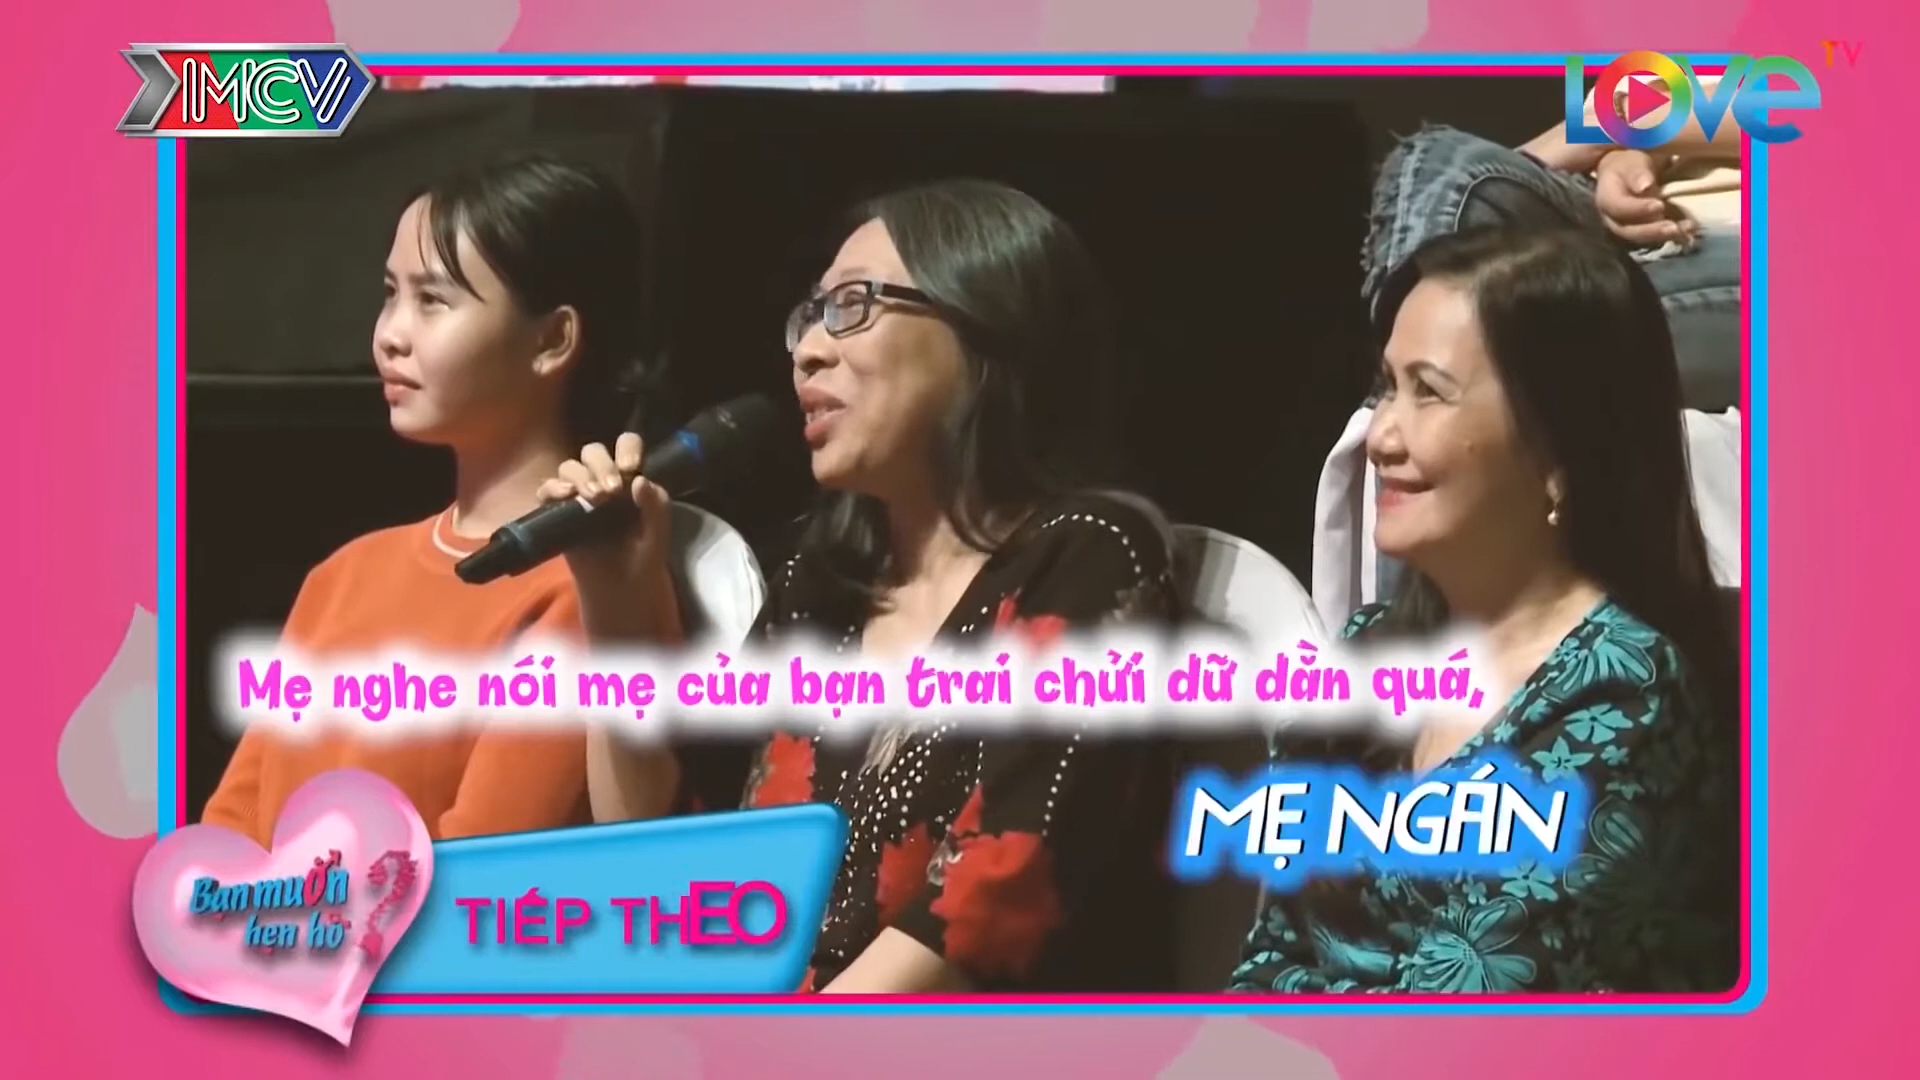 MCV
LOVE TV
Mẹ nghe nói mẹ của bạn trai chửi dữ dằn quá,
MẸ NGÁN
Bạn muốn
hẹn hò ?
TIẾP THEO